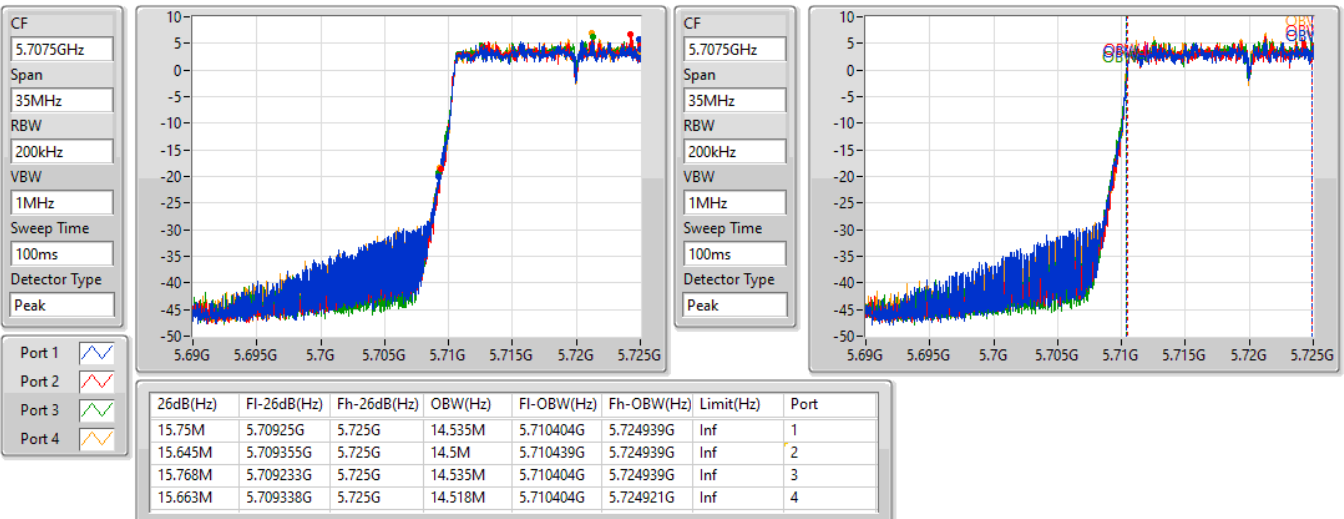 CF
5.7075GHz
Span
35MHz
RBW
200kHz
VBW
1MHz
Sweep Time
100ms
Detector Type
Peak
10
5
0
-5
-10
-15
-20
-25
-30
-35
-40
-45
-50
5.69G 5.695G 5.7G 5.705G 5.71G 5.715G 5.72G 5.725G
CF
5.7075GHz
Span
35MHz
RBW
200kHz
VBW
1MHz
Sweep Time
100ms
Detector Type
Peak
10
5
0
-5
-10
-15
-20
-25
-30
-35
-40
-45
-50
5.69G 5.695G 5.7G 5.705G 5.71G 5.715G 5.72G 5.725G
Port 1
Port 2
Port 3
Port 4
26dB(Hz) Fl-26dB(Hz) Fh-26dB(Hz) OBW(Hz) Fl-OBW(Hz) Fh-OBW(Hz) Limit(Hz) Port
15.75M 5.70925G 5.725G 14.535M 5.710404G 5.724939G Inf 1
15.645M 5.709355G 5.725G 14.5M 5.710439G 5.724939G Inf 2
15.768M 5.709233G 5.725G 14.535M 5.710404G 5.724939G Inf 3
15.663M 5.709338G 5.725G 14.518M 5.710404G 5.724921G Inf 4